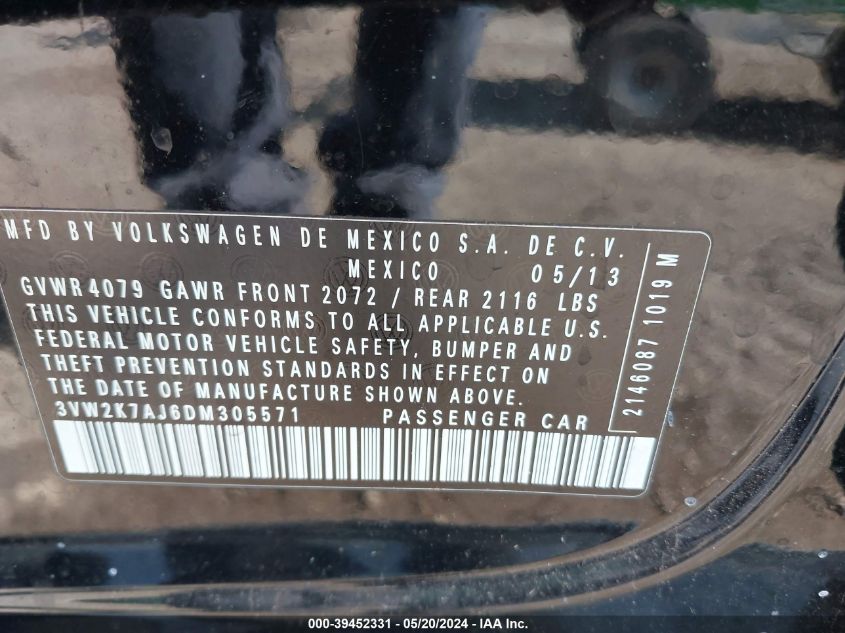 MFD BY VOLKSWAGEN DE MEXICO S.A. DE C.V.
MEXICO 05/13
GVWR4079 GAWR FRONT 2072 / REAR 2116 LBS
THIS VEHICLE CONFORMS TO ALL APPLICABLE U.S.
FEDERAL MOTOR VEHICLE SAFETY, BUMPER AND
THEFT PREVENTION STANDARDS IN EFFECT ON
THE DATE OF MANUFACTURE SHOWN ABOVE.
3VW2K7AJ6DM305571 PASSENGER CAR
2146087 1019 M
000-39452331 - 05/20/2024 - IAA Inc.